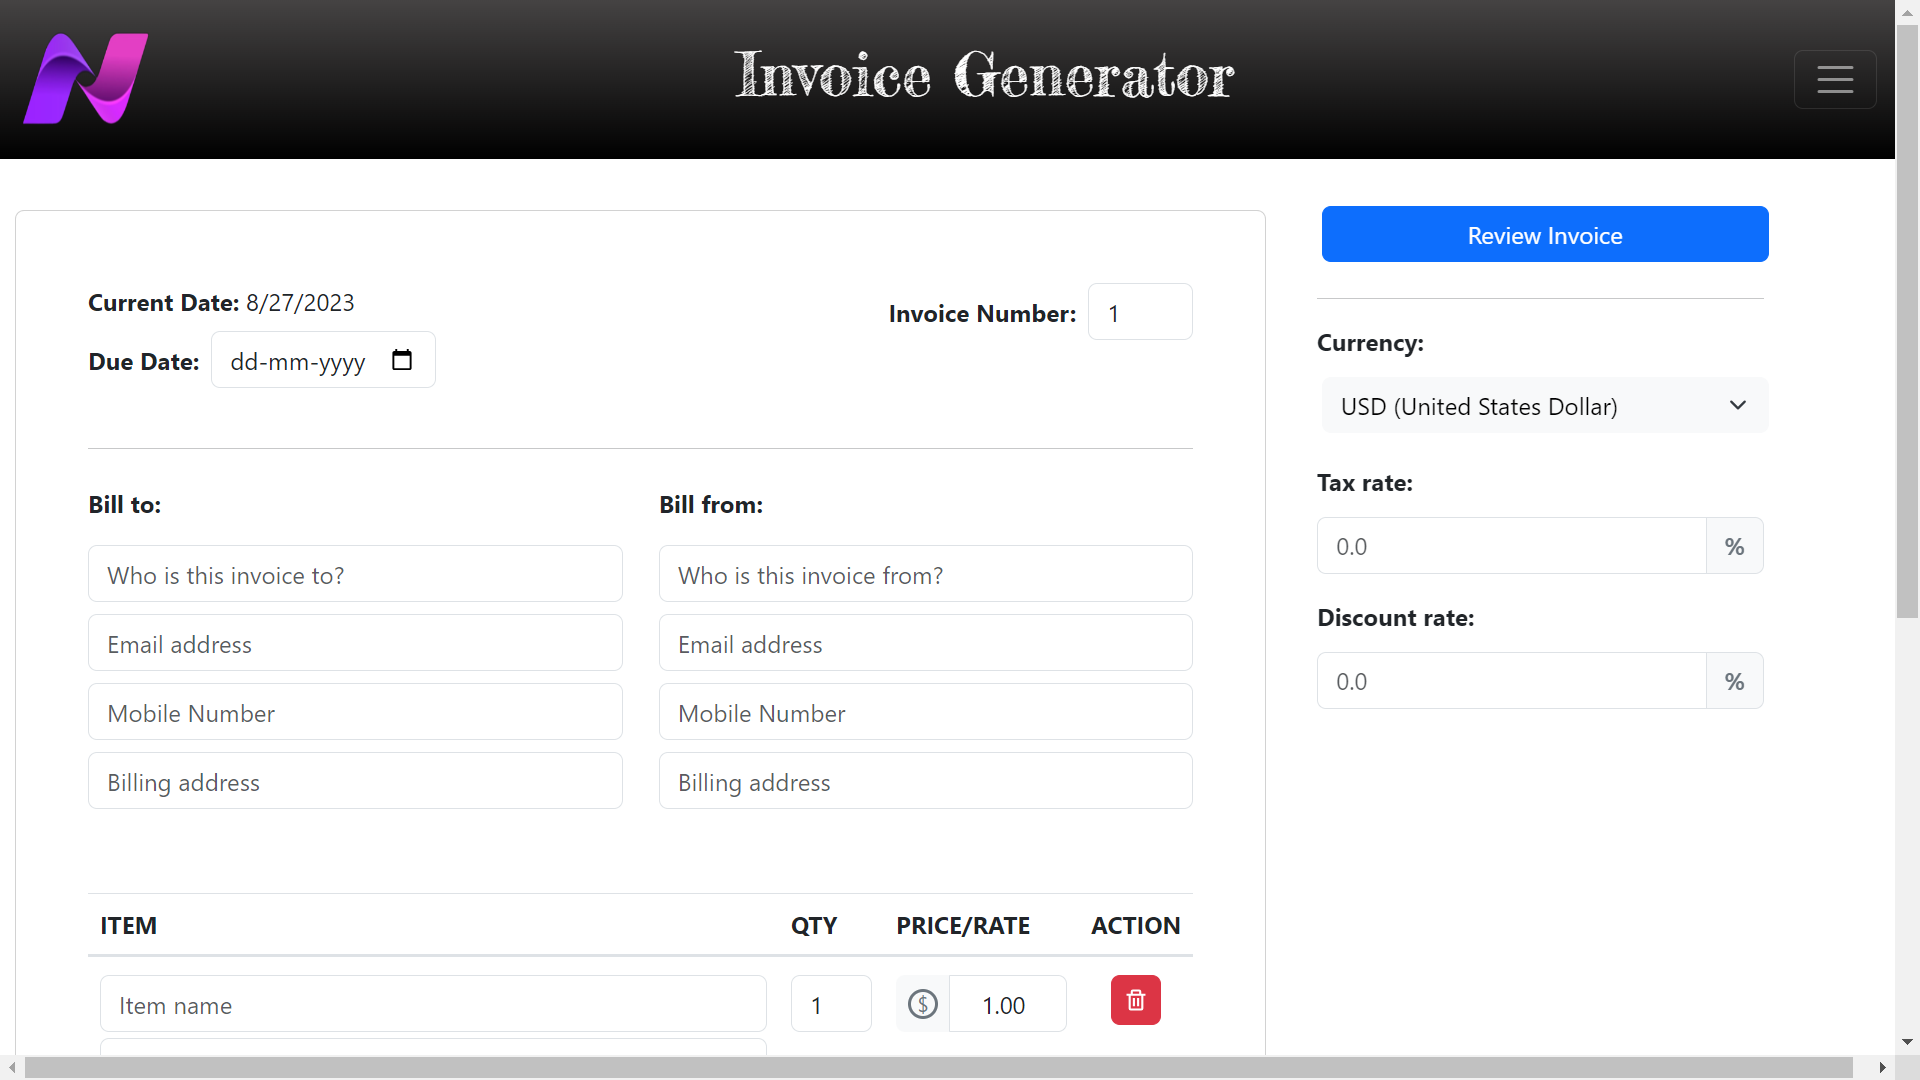 Invoice Generator
Review Invoice
Current Date: 8/27/2023
Invoice Number: 1
Due Date: dd-mm-yyyy
Currency:
USD (United States Dollar)
Tax rate:
0.0 %
Discount rate:
0.0 %
Bill to:
Who is this invoice to?
Email address
Mobile Number
Billing address
Bill from:
Who is this invoice from?
Email address
Mobile Number
Billing address
ITEM QTY PRICE/RATE ACTION
Item name 1 $ 1.00